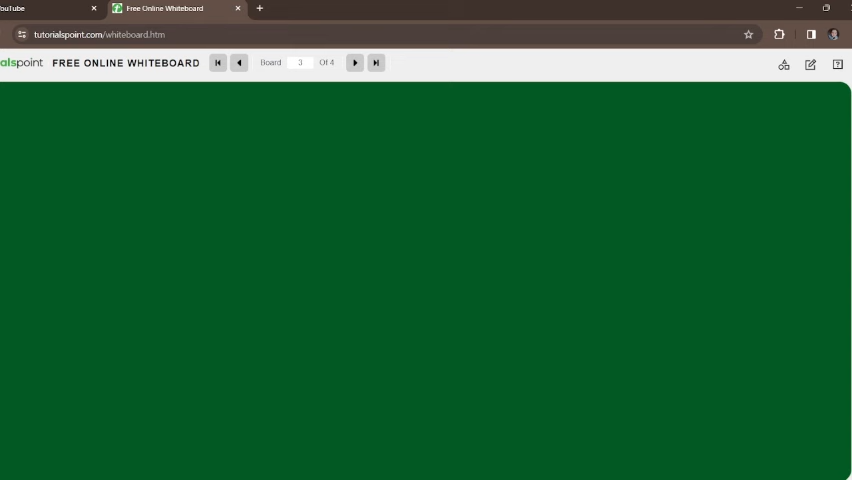 ouTube
Free Online Whiteboard
tutorialspoint.com/whiteboard.htm
alspoint FREE ONLINE WHITEBOARD Board 3 Of 4